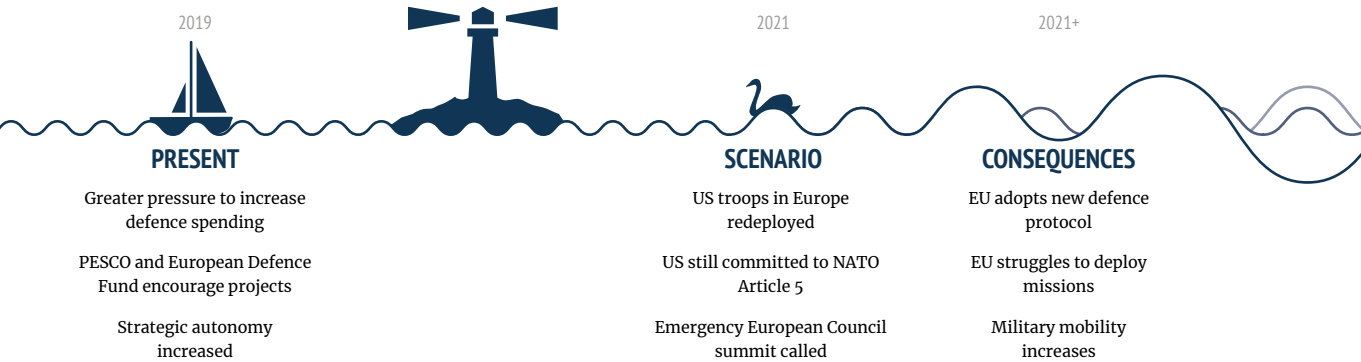 2019
PRESENT
Greater pressure to increase
defence spending
PESCO and European Defence
Fund encourage projects
Strategic autonomy
increased
2021
SCENARIO
US troops in Europe
redeployed
US still committed to NATO
Article 5
Emergency European Council
summit called
2021+
CONSEQUENCES
EU adopts new defence
protocol
EU struggles to deploy
missions
Military mobility
increases